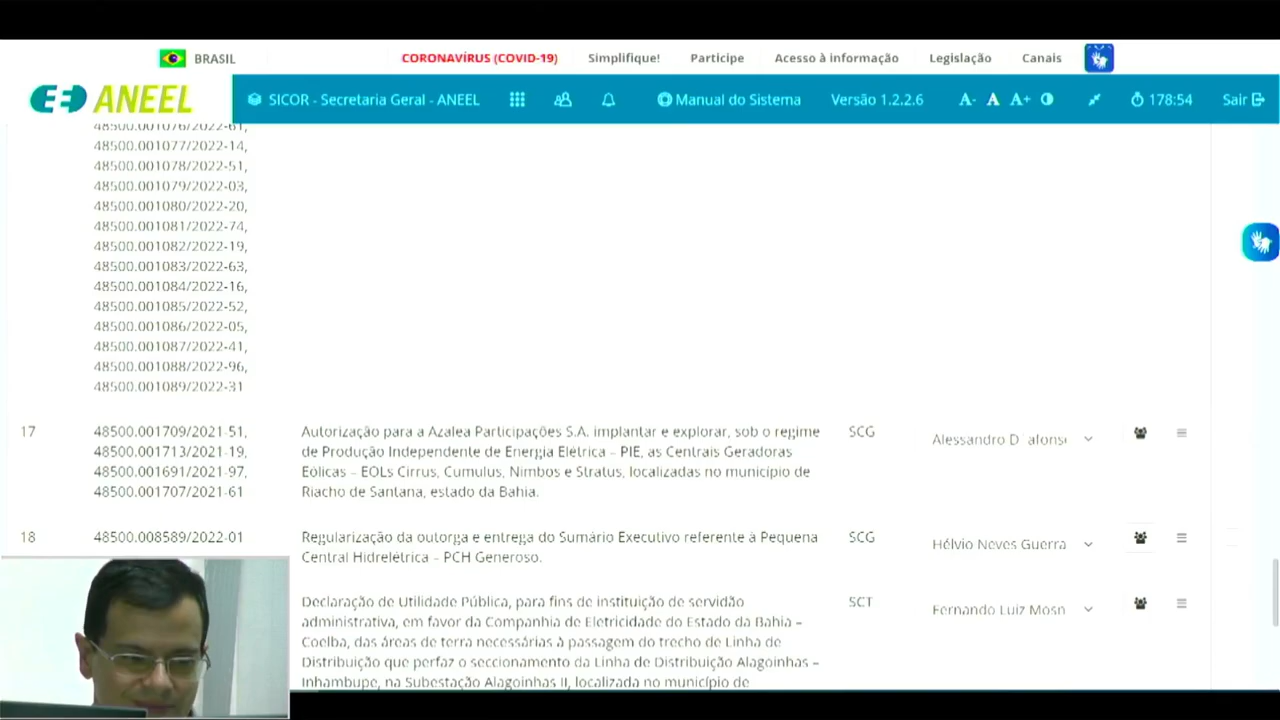 BRASIL
CORONAVÍRUS (COVID-19)
Simplifique!
Participe
Acesso à informação
Legislação
Canais
ANEEL
SICOR - Secretaria Geral - ANEEL
Manual do Sistema
Versão 1.2.2.6
A-
A
A+
178:54
Sair
48500.001076/2022-61,
48500.001077/2022-14,
48500.001078/2022-51,
48500.001079/2022-03,
48500.001080/2022-20,
48500.001081/2022-74,
48500.001082/2022-19,
48500.001083/2022-63,
48500.001084/2022-16,
48500.001085/2022-52,
48500.001086/2022-05,
48500.001087/2022-41,
48500.001088/2022-96,
48500.001089/2022-31
17
48500.001709/2021-51,
48500.001713/2021-19,
48500.001691/2021-97,
48500.001707/2021-61
Autorização para a Azalea Participações S.A. implantar e explorar, sob o regime
de Produção Independente de Energia Elétrica – PIE, as Centrais Geradoras
Eólicas – EOLs Cirrus, Cumulus, Nimbos e Stratus, localizadas no município de
Riacho de Santana, estado da Bahia.
SCG
Alessandro D`afonso
18
48500.008589/2022-01
Regularização da outorga e entrega do Sumário Executivo referente à Pequena
Central Hidrelétrica – PCH Generoso.
SCG
Hélvio Neves Guerra
Declaração de Utilidade Pública, para fins de instituição de servidão
administrativa, em favor da Companhia de Eletricidade do Estado da Bahia –
Coelba, das áreas de terra necessárias à passagem do trecho de Linha de
Distribuição que perfaz o seccionamento da Linha de Distribuição Alagoinhas –
Inhambupe, na Subestação Alagoinhas II, localizada no município de
SCT
Fernando Luiz Mosn